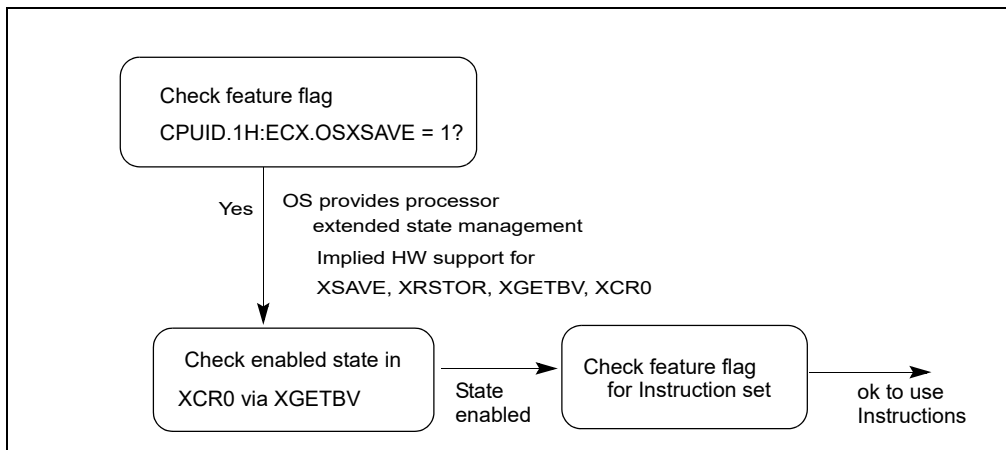 Check feature flag
CPUID.1H:ECX.OSXSAVE = 1?
Yes
OS provides processor
extended state management
Implied HW support for
XSAVE, XRSTOR, XGETBV, XCR0
Check enabled state in
XCR0 via XGETBV
State
enabled
Check feature flag
for Instruction set
ok to use
Instructions